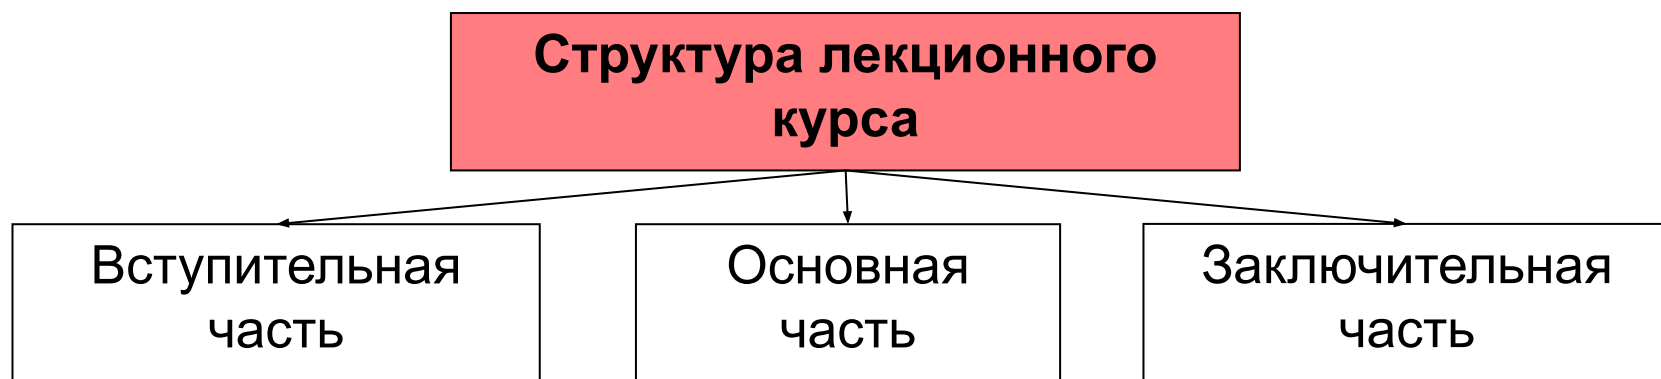 Структура лекционного
курса
Вступительная
часть
Основная
часть
Заключительная
часть